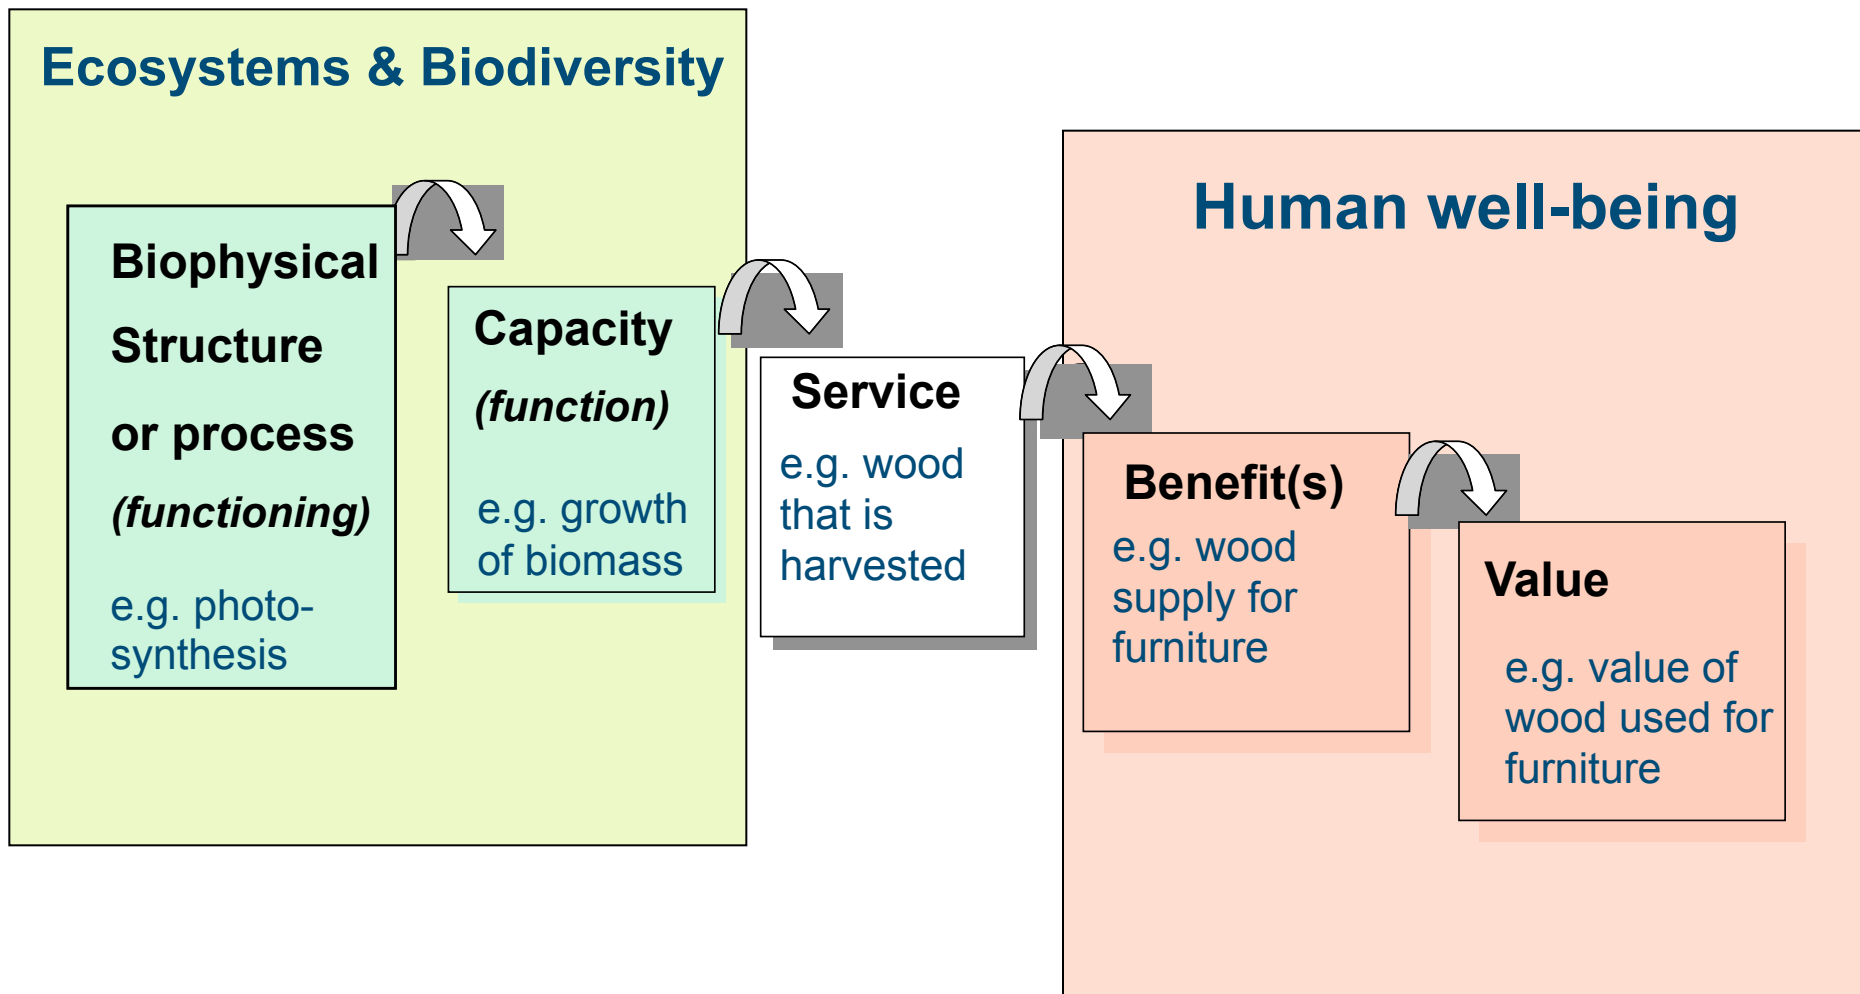 Ecosystems & Biodiversity
Biophysical
Structure
or process
(functioning)
e.g. photo-
synthesis
Capacity
(function)
e.g. growth
of biomass
Service
e.g. wood
that is
harvested
Human well-being
Benefit(s)
e.g. wood
supply for
furniture
Value
e.g. value of
wood used for
furniture